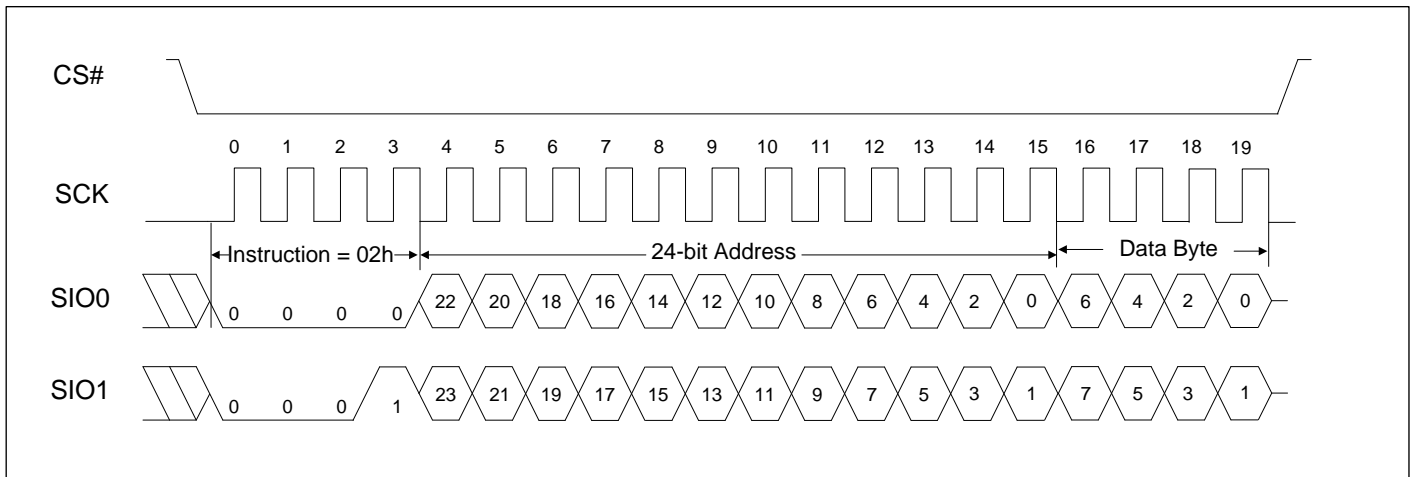 CS#
0 1 2 3 4 5 6 7 8 9 10 11 12 13 14 15 16 17 18 19
SCK
Instruction = 02h 24-bit Address Data Byte
SIO0 0 0 0 0 22 20 18 16 14 12 10 8 6 4 2 0 6 4 2 0
SIO1 0 0 0 1 23 21 19 17 15 13 11 9 7 5 3 1 7 5 3 1